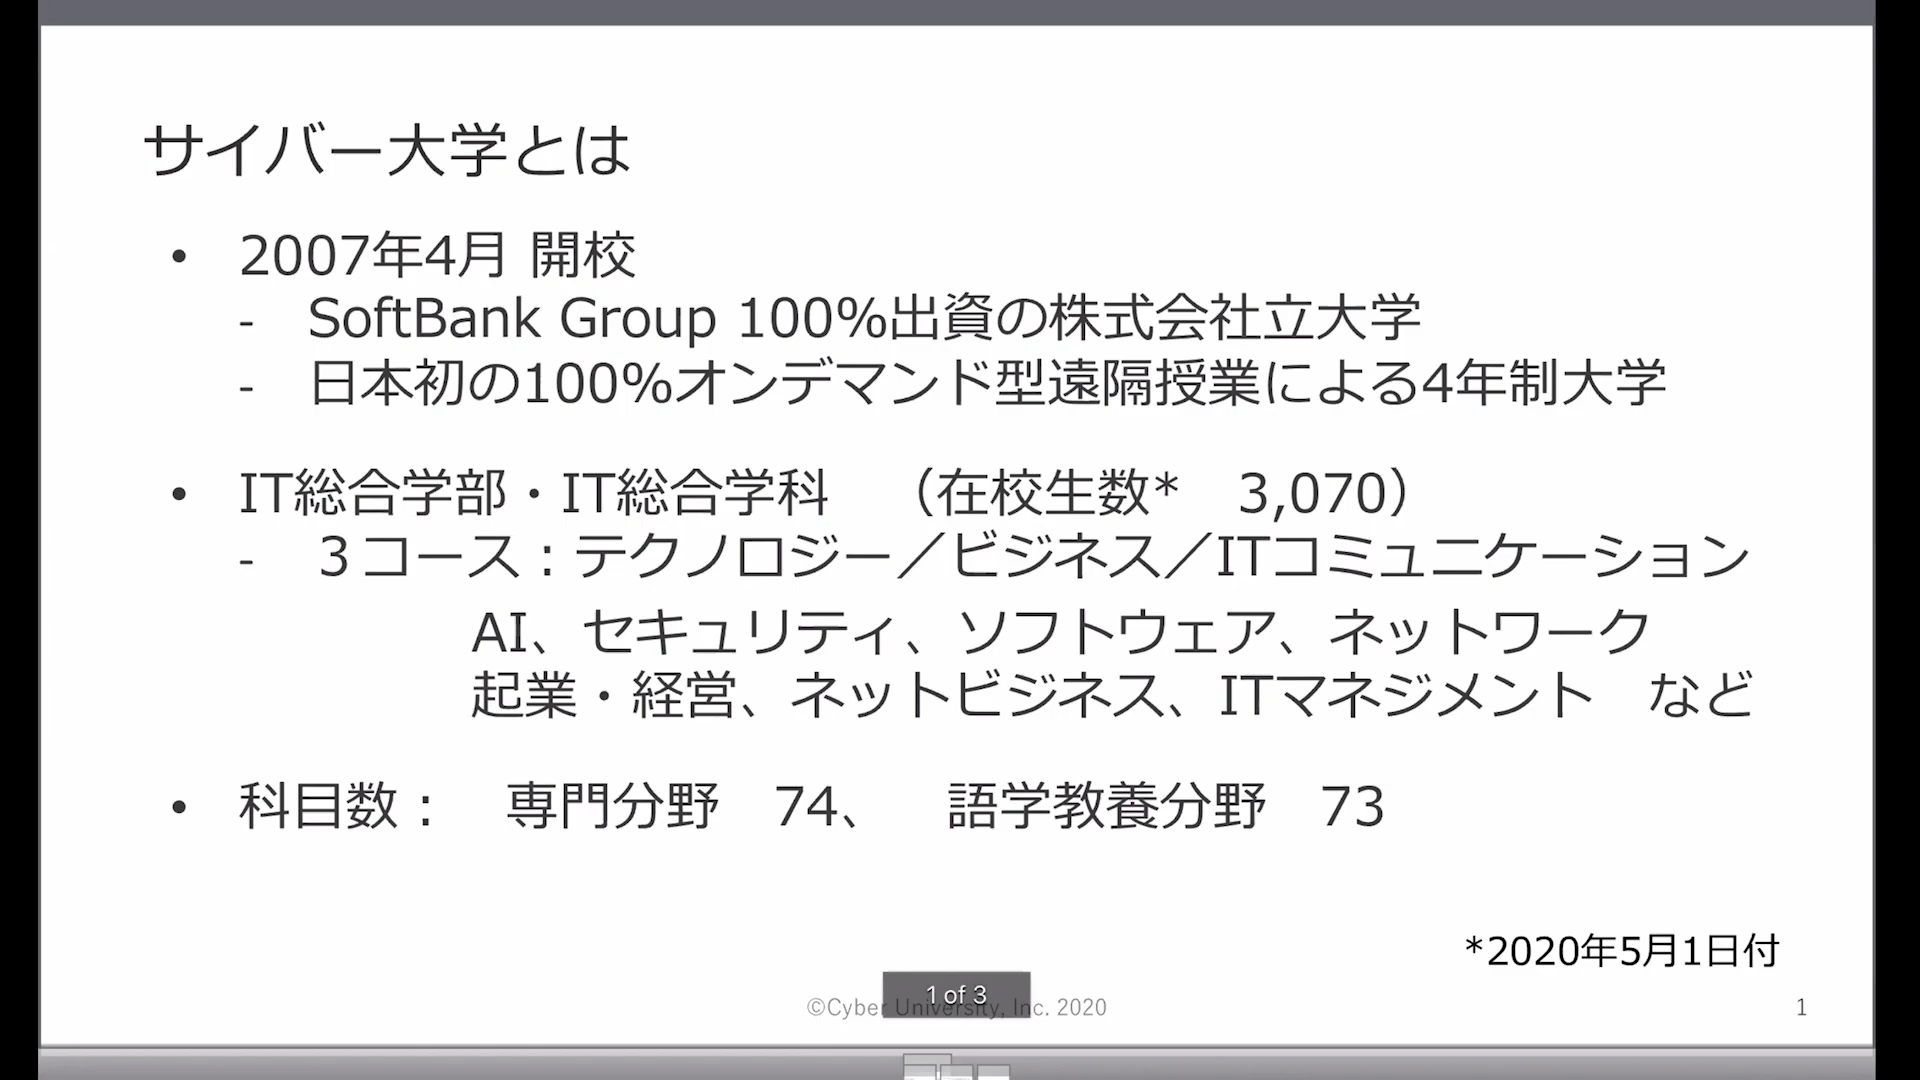 サイバー大学とは
• 2007年4月 開校
- SoftBank Group 100%出資の株式会社立大学
- 日本初の100%オンデマンド型遠隔授業による4年制大学
• IT総合学部・IT総合学科　（在校生数*　3,070）
- ３コース：テクノロジー／ビジネス／ITコミュニケーション
AI、セキュリティ、ソフトウェア、ネットワーク
起業・経営、ネットビジネス、ITマネジメント　など
• 科目数：　専門分野　74、　語学教養分野　73
*2020年5月1日付
1 of 3
©Cyber University, Inc. 2020
1